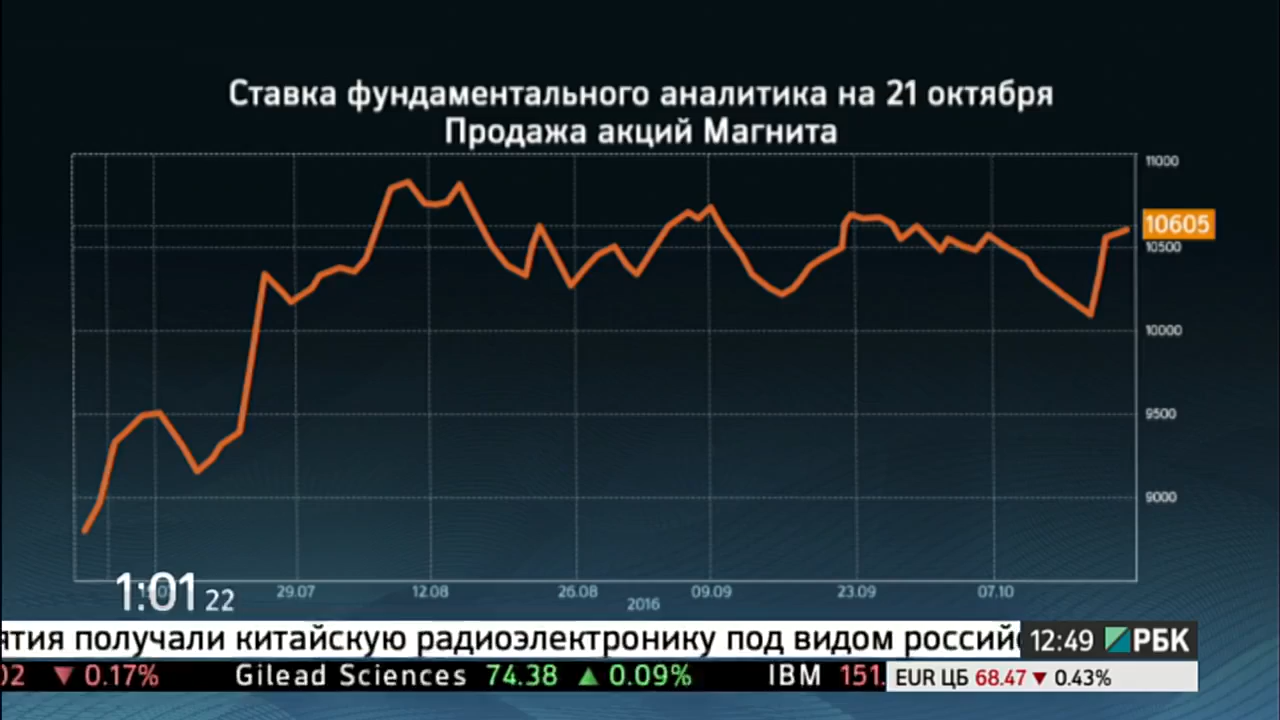 Ставка фундаментального аналитика на 21 октября
Продажа акций Магнита
11000
10605
10500
10000
9500
9000
1:01 22
29.07 12.08 26.08 09.09 23.09 07.10
2016
получали китайскую радиоэлектронику под видом
12:49 РБК
02 ▼ 0.17% Gilead Sciences 74.38 ▲ 0.09% IBM 151.
EUR ЦБ 68.47 ▼ 0.43%